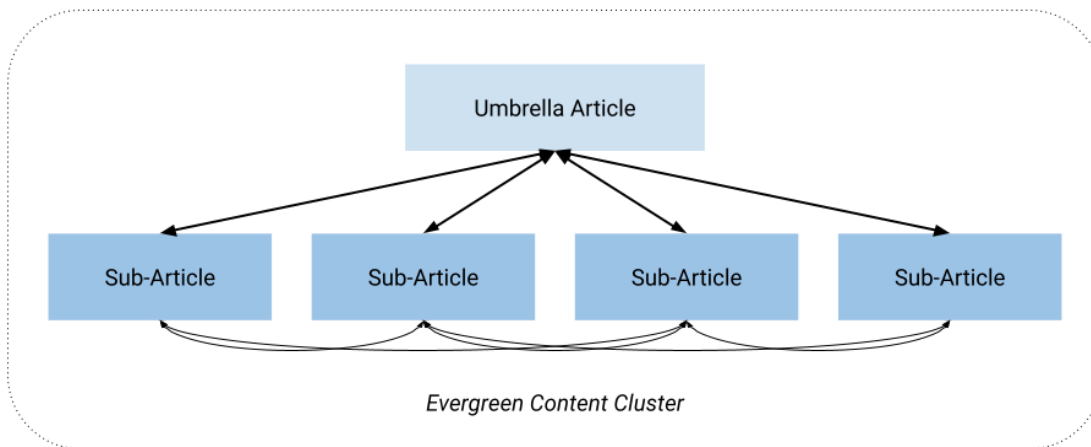 Umbrella Article
Sub-Article
Sub-Article
Sub-Article
Sub-Article
Evergreen Content Cluster